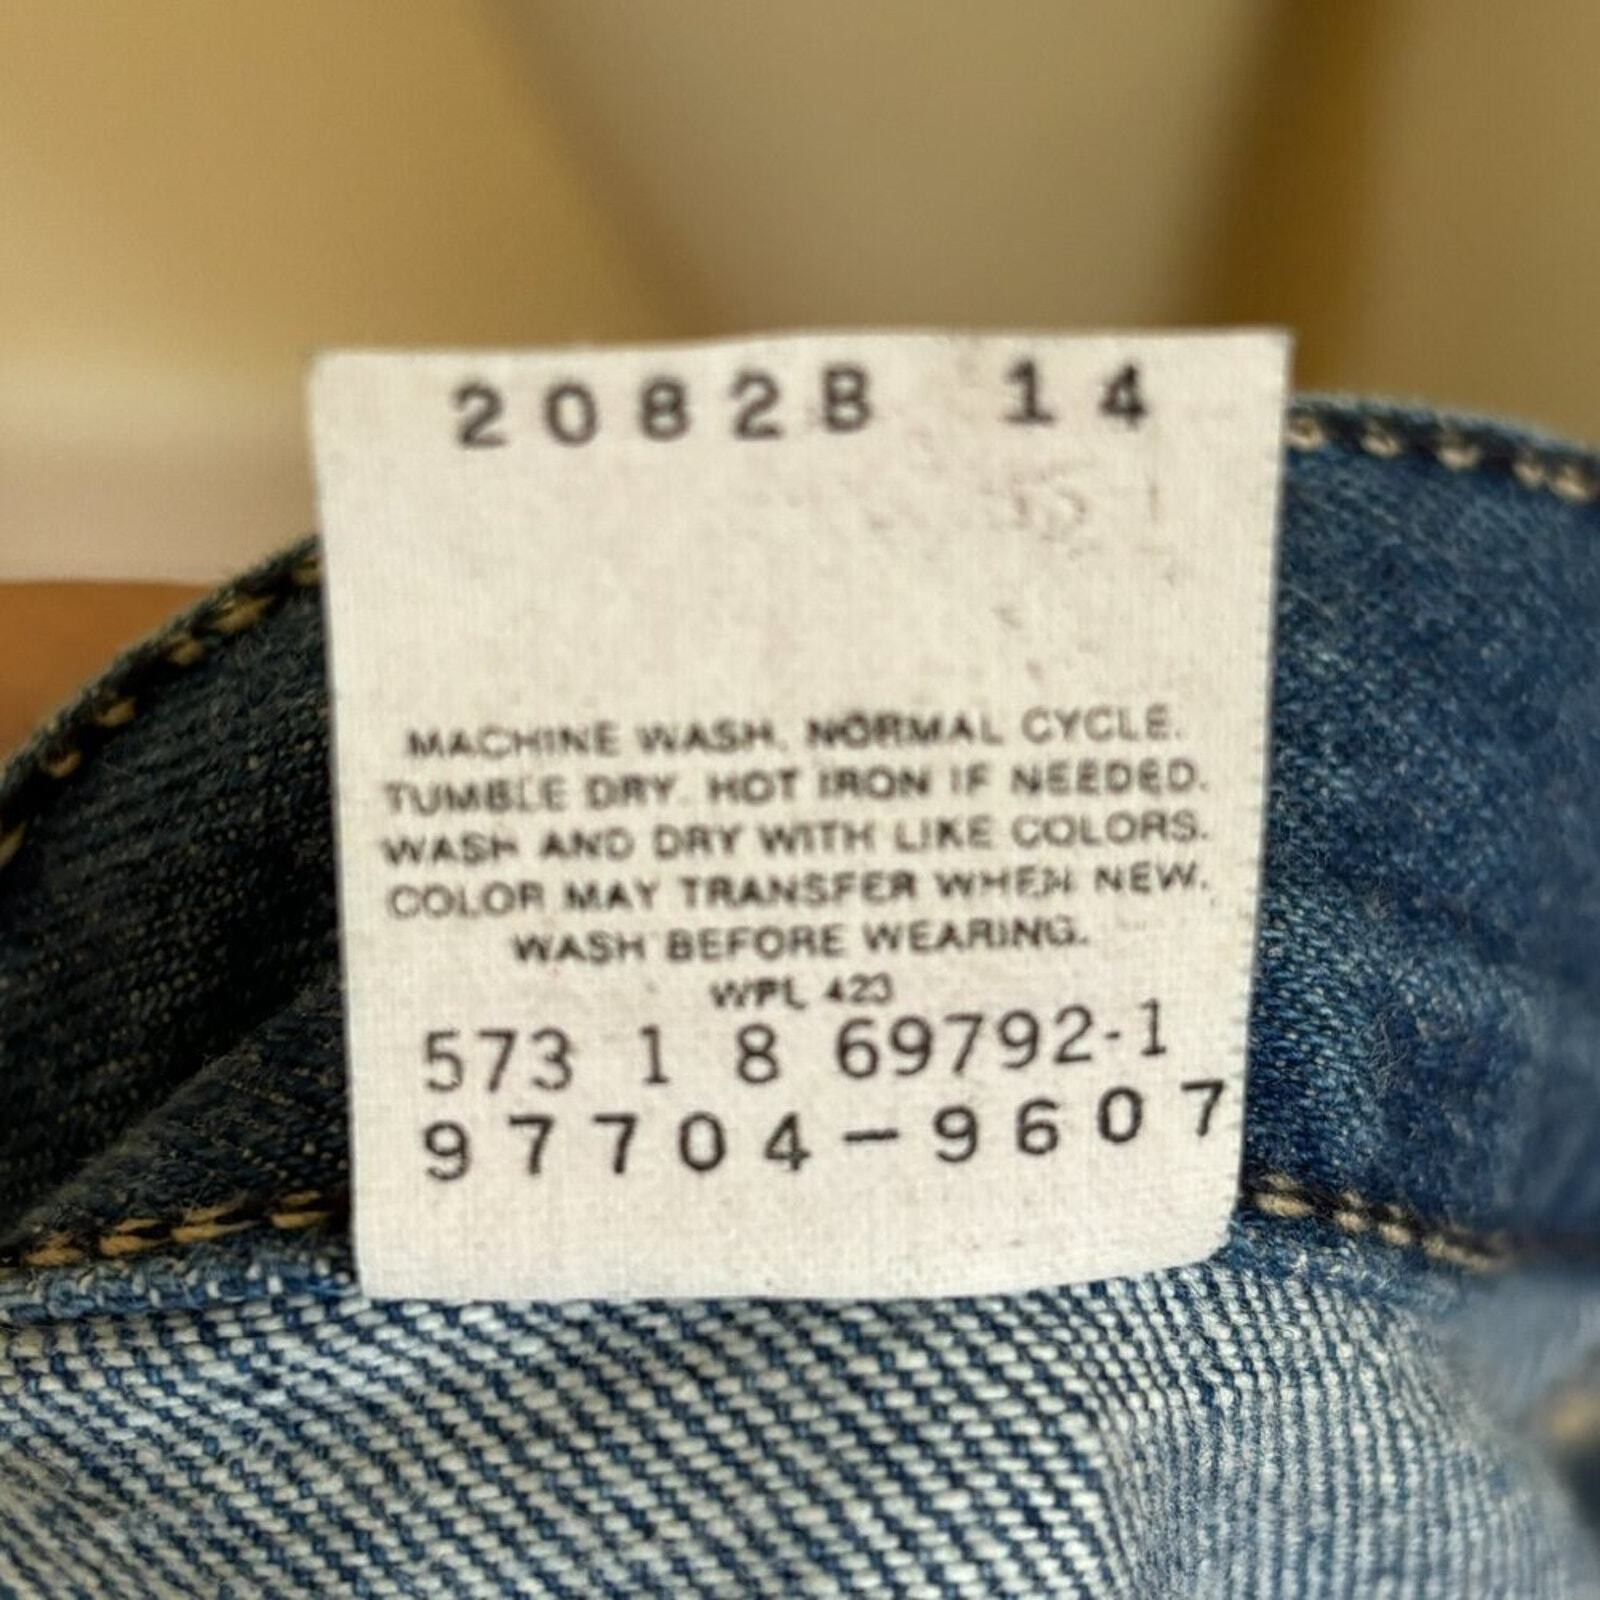 2082B 14
MACHINE WASH, NORMAL CYCLE.
TUMBLE DRY. HOT IRON IF NEEDED.
WASH AND DRY WITH LIKE COLORS.
COLOR MAY TRANSFER WHEN NEW.
WASH BEFORE WEARING.
WPL 423
573 1 8 69792-1
97704-9607